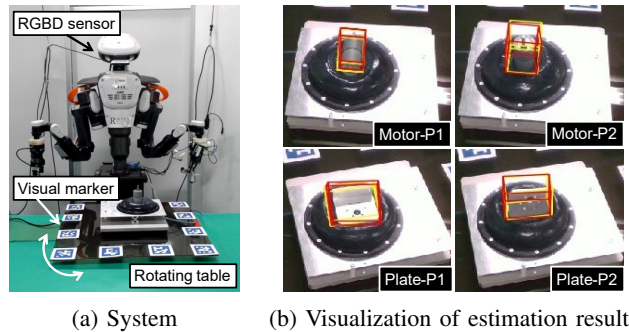 RGBD sensor
Visual marker
Rotating table
(a) System
Motor-P1
Motor-P2
Plate-P1
Plate-P2
(b) Visualization of estimation result